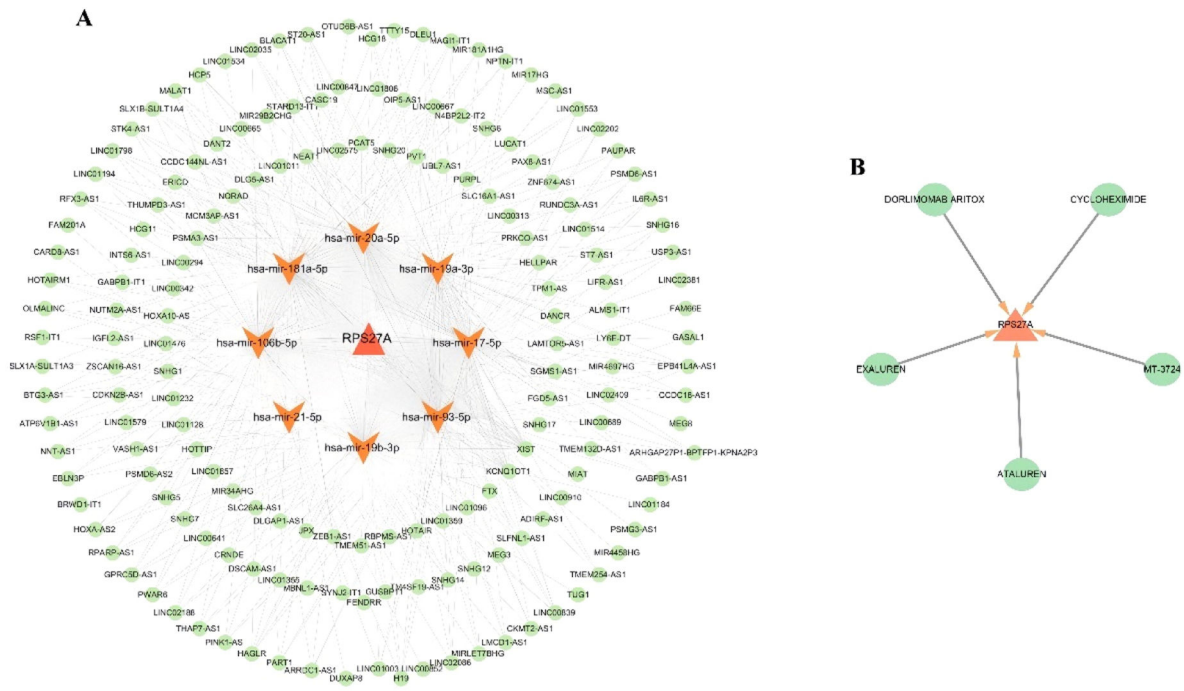 A
OTUD6B-AS1
TTTY15
ST20-AS1
HCG18
DLEU1
BLACAT1
MAGI1-IT1
LINC02035
MIR181A1HG
LINC01534
NPTN-IT1
HCP5
MIR17HG
MALAT1
MSC-AS1
SLX1B-SULT1A4
LINC01553
STK4-AS1
LINC02202
LINC01798
PAUPAR
LINC01194
PSMD6-AS1
RFX3-AS1
IL6R-AS1
FAM201A
SNHG16
CARD8-AS1
USP3-AS1
HOTAIRM1
LINC02381
OLMALINC
FAM66E
RSF1-IT1
GASAL1
SLX1A-SULT1A3
EPB41L4A-AS1
BTG3-AS1
CCDC18-AS1
ATP6V1B1-AS1
MEG8
NNT-AS1
ARHGAP27P1-BPTFP1-KPNA2P3
EBLN3P
GABPB1-AS1
BRWD1-IT1
LINC01184
HOXA-AS2
PSMG3-AS1
RPARP-AS1
MIR4458HG
GPRC5D-AS1
TMEM254-AS1
PWAR6
TUG1
LINC02188
LINC00839
THAP7-AS1
CKMT2-AS1
PINK1-AS
LMCD1-AS1
HAGLR
MIRLET7BHG
PART1
LINC02086
ARRDC1-AS1
LINC01003
LINC00852
DUXAP8
H19
LINC00847
LINC01806
CASC19
OIP5-AS1
STARD13-IT1
LINC00667
MIR29B2CHG
N4BP2L2-IT2
LINC00665
SNHG6
DANT2
LUCAT1
CCDC144NL-AS1
PAX8-AS1
ERICD
ZNF674-AS1
THUMPD3-AS1
RUNDC3A-AS1
HCG11
LINC01514
INTS6-AS1
ST7-AS1
GABPB1-IT1
LIFR-AS1
NUTM2A-AS1
ALMS1-IT1
IGFL2-AS1
LY6E-DT
ZSCAN16-AS1
MIR4697HG
CDKN2B-AS1
LINC02409
LINC01579
LINC00689
VASH1-AS1
TMEM132D-AS1
PSMD6-AS2
MIAT
SNHG5
LINC00910
SNHG7
ADIRF-AS1
LINC00641
SLFNL1-AS1
CRNDE
MEG3
DSCAM-AS1
SNHG12
LINC01355
SNHG14
MBNL1-AS1
TM4SF19-AS1
SYNJ2-IT1
GUSBP11
FENDRR
PCAT6
LINC02575
SNHG20
NEAT1
PVT1
LINC01011
UBL7-AS1
DLG5-AS1
PURPL
NORAD
SLC16A1-AS1
MCM3AP-AS1
LINC00313
PSMA3-AS1
PRKCQ-AS1
LINC00294
HELLPAR
LINC00342
TPM1-AS
HOXA10-AS
DANCR
LINC01476
LAMTOR5-AS1
SNHG1
SGMS1-AS1
LINC01232
FGD5-AS1
LINC01128
SNHG17
HOTTIP
XIST
LINC01857
KCNQ1OT1
MIR34AHG
FTX
SLC26A4-AS1
LINC01096
DLGAP1-AS1
LINC01359
JPX
HOTAIR
ZEB1-AS1
RBPMS-AS1
TMEM51-AS1
hsa-mir-20a-5p
hsa-mir-181a-5p
hsa-mir-19a-3p
hsa-mir-106b-5p
RPS27A
hsa-mir-17-5p
hsa-mir-21-5p
hsa-mir-93-5p
hsa-mir-19b-3p
B
DORLIMOMAB ARITOX
CYCLOHEXIMIDE
RPS27A
EXALUREN
MT-3724
ATALUREN